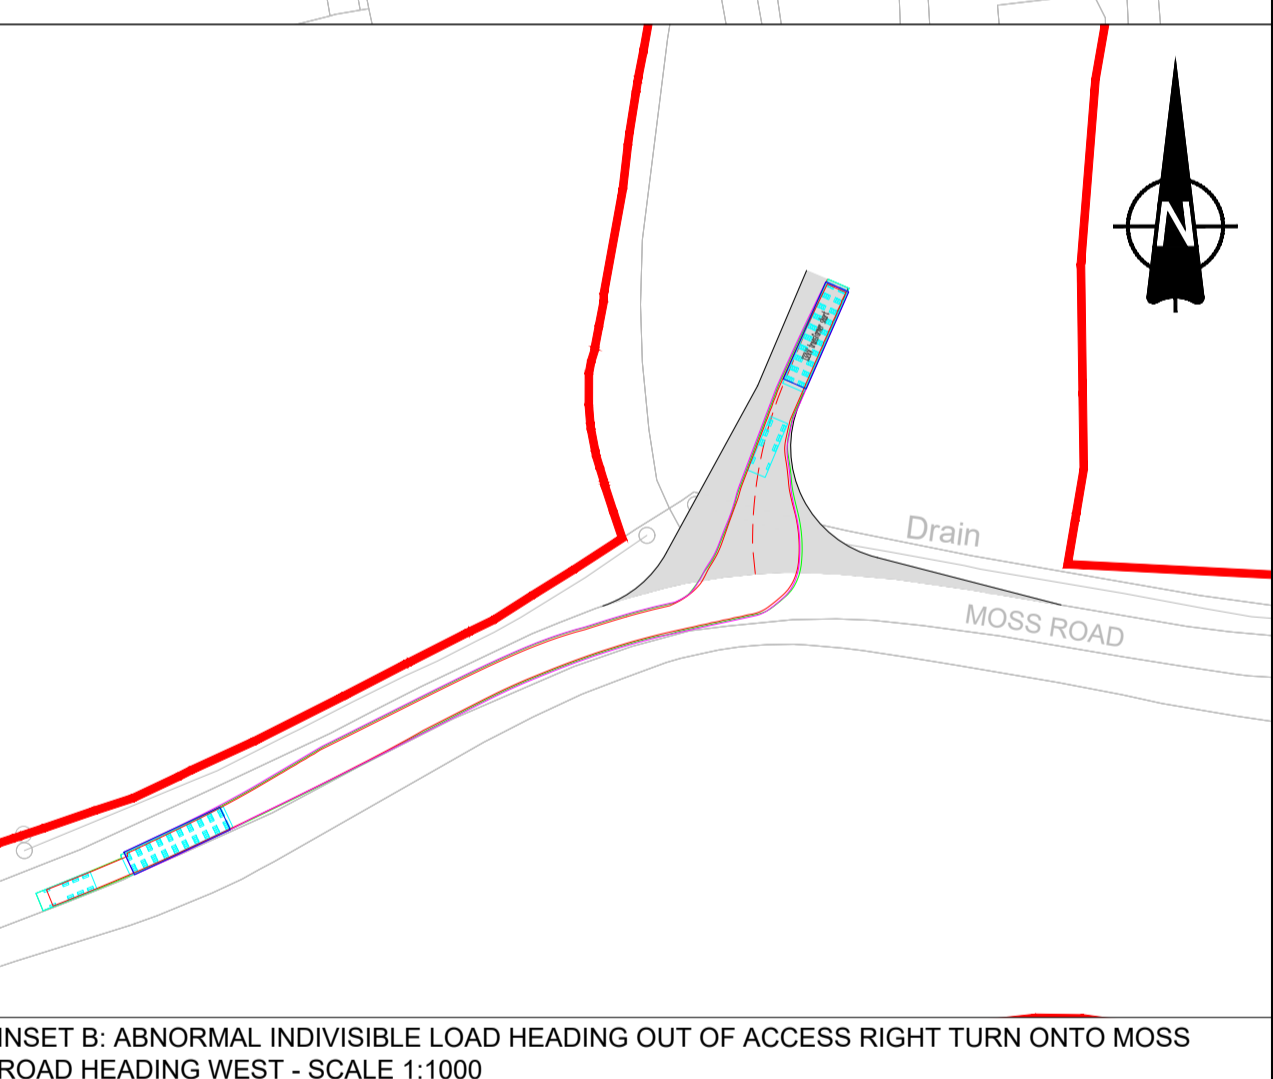 N
Drain
MOSS ROAD
INSET B: ABNORMAL INDIVISIBLE LOAD HEADING OUT OF ACCESS RIGHT TURN ONTO MOSS
ROAD HEADING WEST - SCALE 1:1000